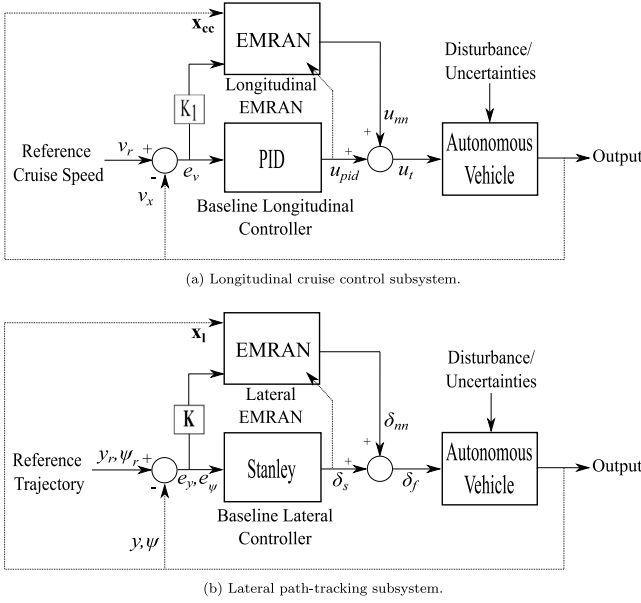 x_cc
EMRAN
Longitudinal
EMRAN
K_1
Disturbance/
Uncertainties
u_nn
Reference
Cruise Speed
v_r
+
-
e_v
v_x
PID
+
u_pid
+
u_t
Autonomous
Vehicle
Output
Baseline Longitudinal
Controller
(a) Longitudinal cruise control subsystem.
x_l
EMRAN
Lateral
EMRAN
K
Disturbance/
Uncertainties
δ_nn
Reference
Trajectory
y_r,ψ_r
+
-
e_y,e_ψ
y,ψ
Stanley
+
δ_s
+
δ_f
Autonomous
Vehicle
Output
Baseline Lateral
Controller
(b) Lateral path-tracking subsystem.